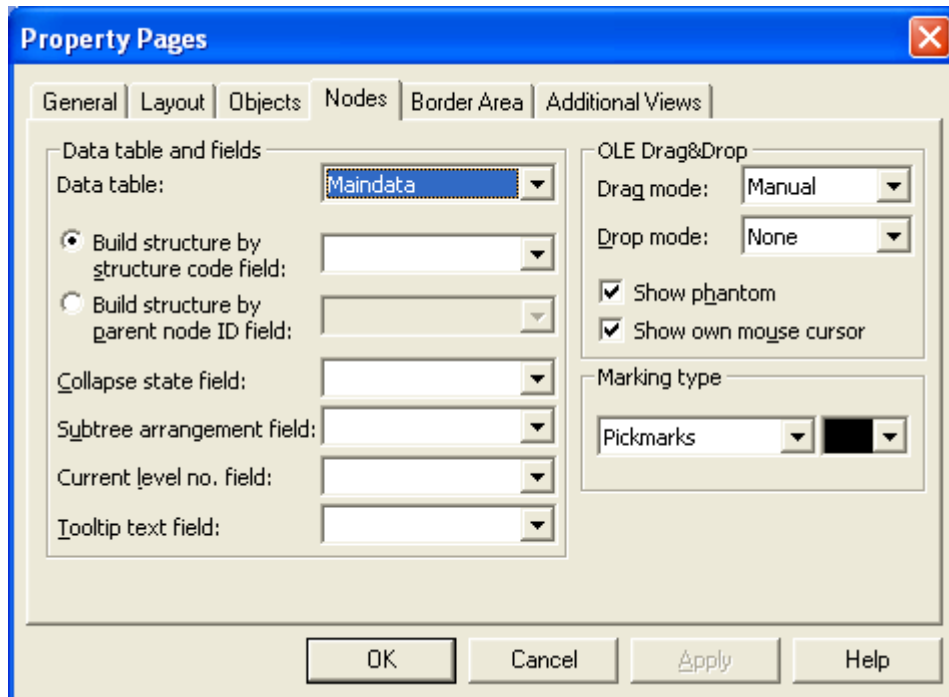 Property Pages
General Layout Objects Nodes Border Area Additional Views
Data table and fields
Data table: Maindata
Build structure by
structure code field:
Build structure by
parent node ID field:
Collapse state field:
Subtree arrangement field:
Current level no. field:
Tooltip text field:
OLE Drag&Drop
Drag mode: Manual
Drop mode: None
Show phantom
Show own mouse cursor
Marking type
Pickmarks
OK Cancel Apply Help